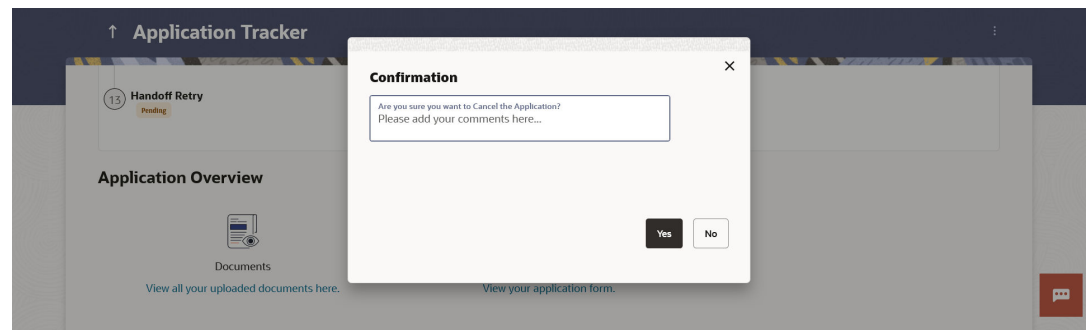 Application Tracker
Confirmation
Are you sure you want to Cancel the Application?
Please add your comments here...
Yes
No
13
Handoff Retry
Pending
Application Overview
Documents
View all your uploaded documents here.
View your application form.